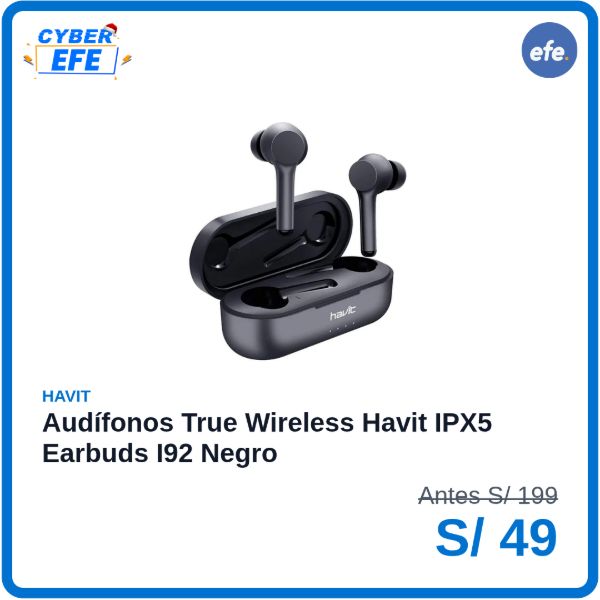 CYBER
EFE
efe.
havit
HAVIT
Audífonos True Wireless Havit IPX5
Earbuds I92 Negro
Antes S/ 199
S/ 49